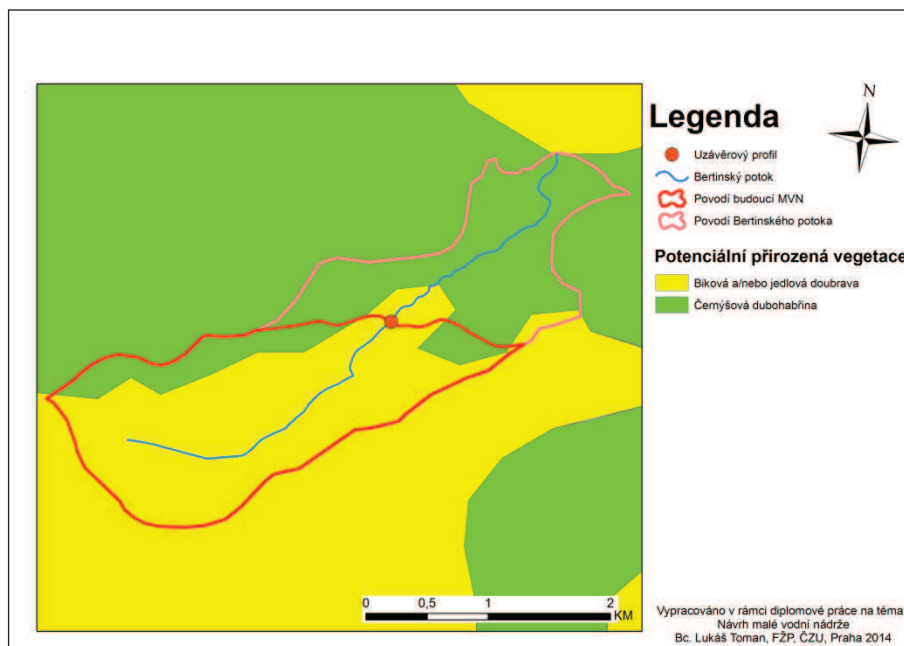 Legenda
N
Uzávěrový profil
Bertinský potok
Povodí budoucí MVN
Povodí Bertinského potoka
Potenciální přirozená vegetace
Biková a/nebo jedlová doubrava
Černýšová dubohabřina
0 0,5 1 2
KM
Vypracováno v rámci diplomové práce na téma
Návrh malé vodní nádrže
Bc. Lukáš Toman, FŽP, ČZU, Praha 2014